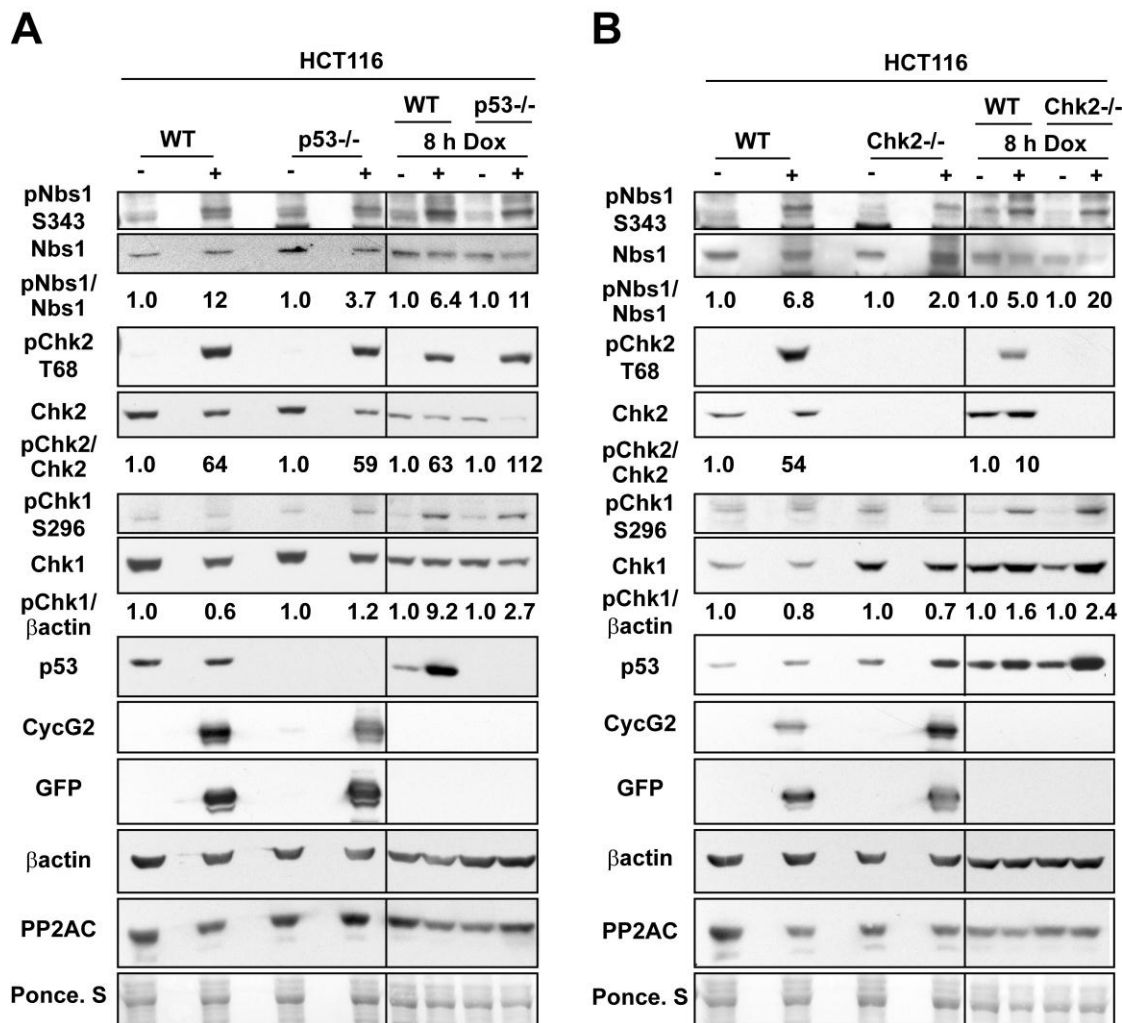 A
HCT116
WT p53-/-
WT p53-/- 8 h Dox
- + - + - + - +
pNbs1
S343
Nbs1
pNbs1/
Nbs1
1.0 12 1.0 3.7 1.0 6.4 1.0 11
pChk2
T68
Chk2
pChk2/
Chk2
1.0 64 1.0 59 1.0 63 1.0 112
pChk1
S296
Chk1
pChk1/
βactin
1.0 0.6 1.0 1.2 1.0 9.2 1.0 2.7
p53
CycG2
GFP
βactin
PP2AC
Ponce. S
B
HCT116
WT Chk2-/-
WT Chk2-/-
8 h Dox
- + - + - + - +
pNbs1
S343
Nbs1
pNbs1/
Nbs1
1.0 6.8 1.0 2.0 1.0 5.0 1.0 20
pChk2
T68
Chk2
pChk2/
Chk2
1.0 54 1.0 10
pChk1
S296
Chk1
pChk1/
βactin
1.0 0.8 1.0 0.7 1.0 1.6 1.0 2.4
p53
CycG2
GFP
βactin
PP2AC
Ponce. S